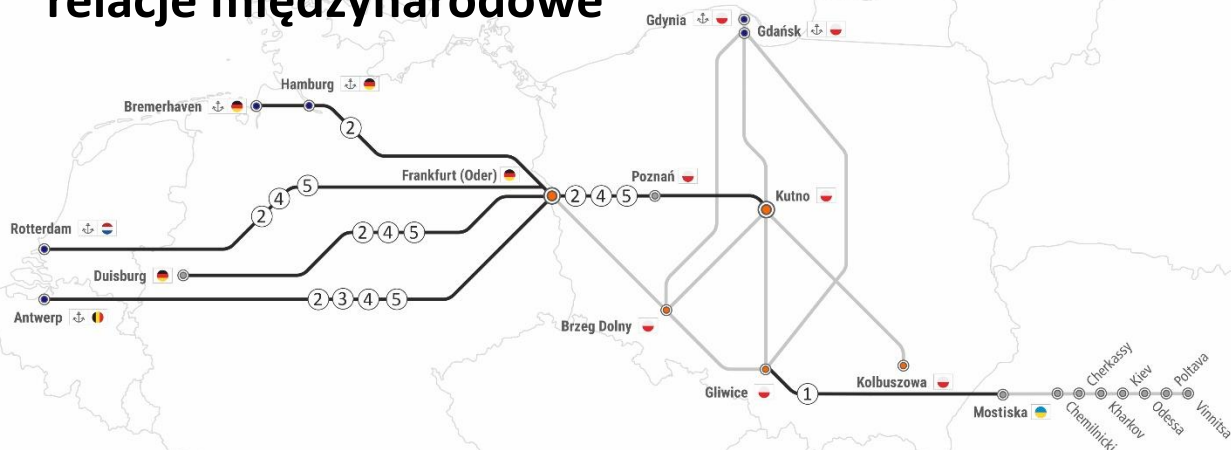 relacje międzynarodowe
Gdynia
Gdańsk
Hamburg
Bremerhaven
2
Frankfurt (Oder)
Poznań
5
4
2
2 4 5
Kutno
Rotterdam
2 4 5
Duisburg
2 3 4 5
Antwerp
Brzeg Dolny
Gliwice
1
Kolbuszowa
Mostiska
Chemilnicki
Cherkassy
Kharkov
Kiev
Odessa
Połtava
Vinnitsa